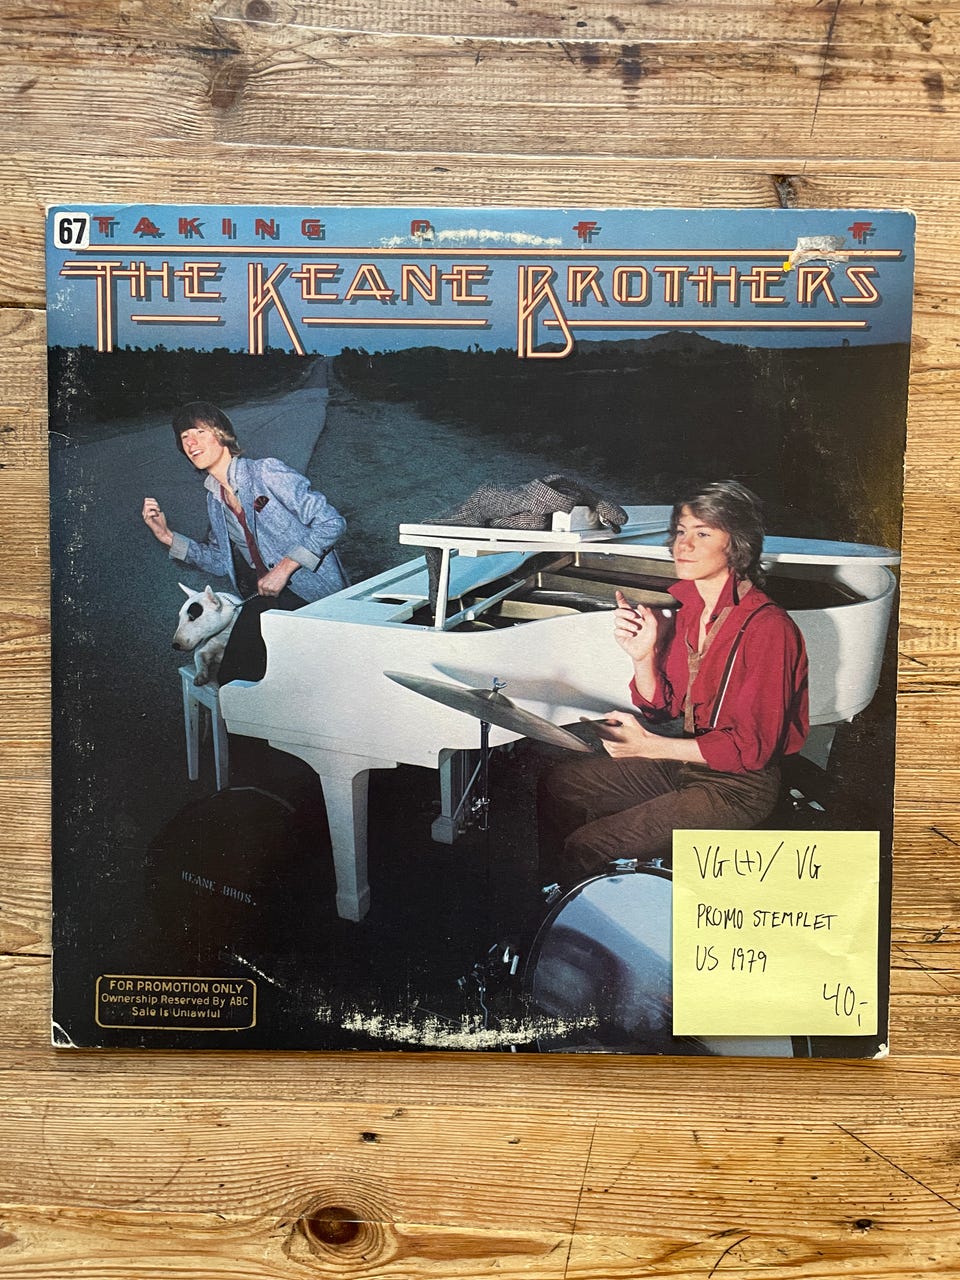 67
TAKING OFF
THE KEANE BROTHERS
KEANE BROS.
FOR PROMOTION ONLY
Ownership Reserved By ABC
Sale Is Unlawful
VG(+)/ VG
PROMO STEMPLET
US 1979
40,-